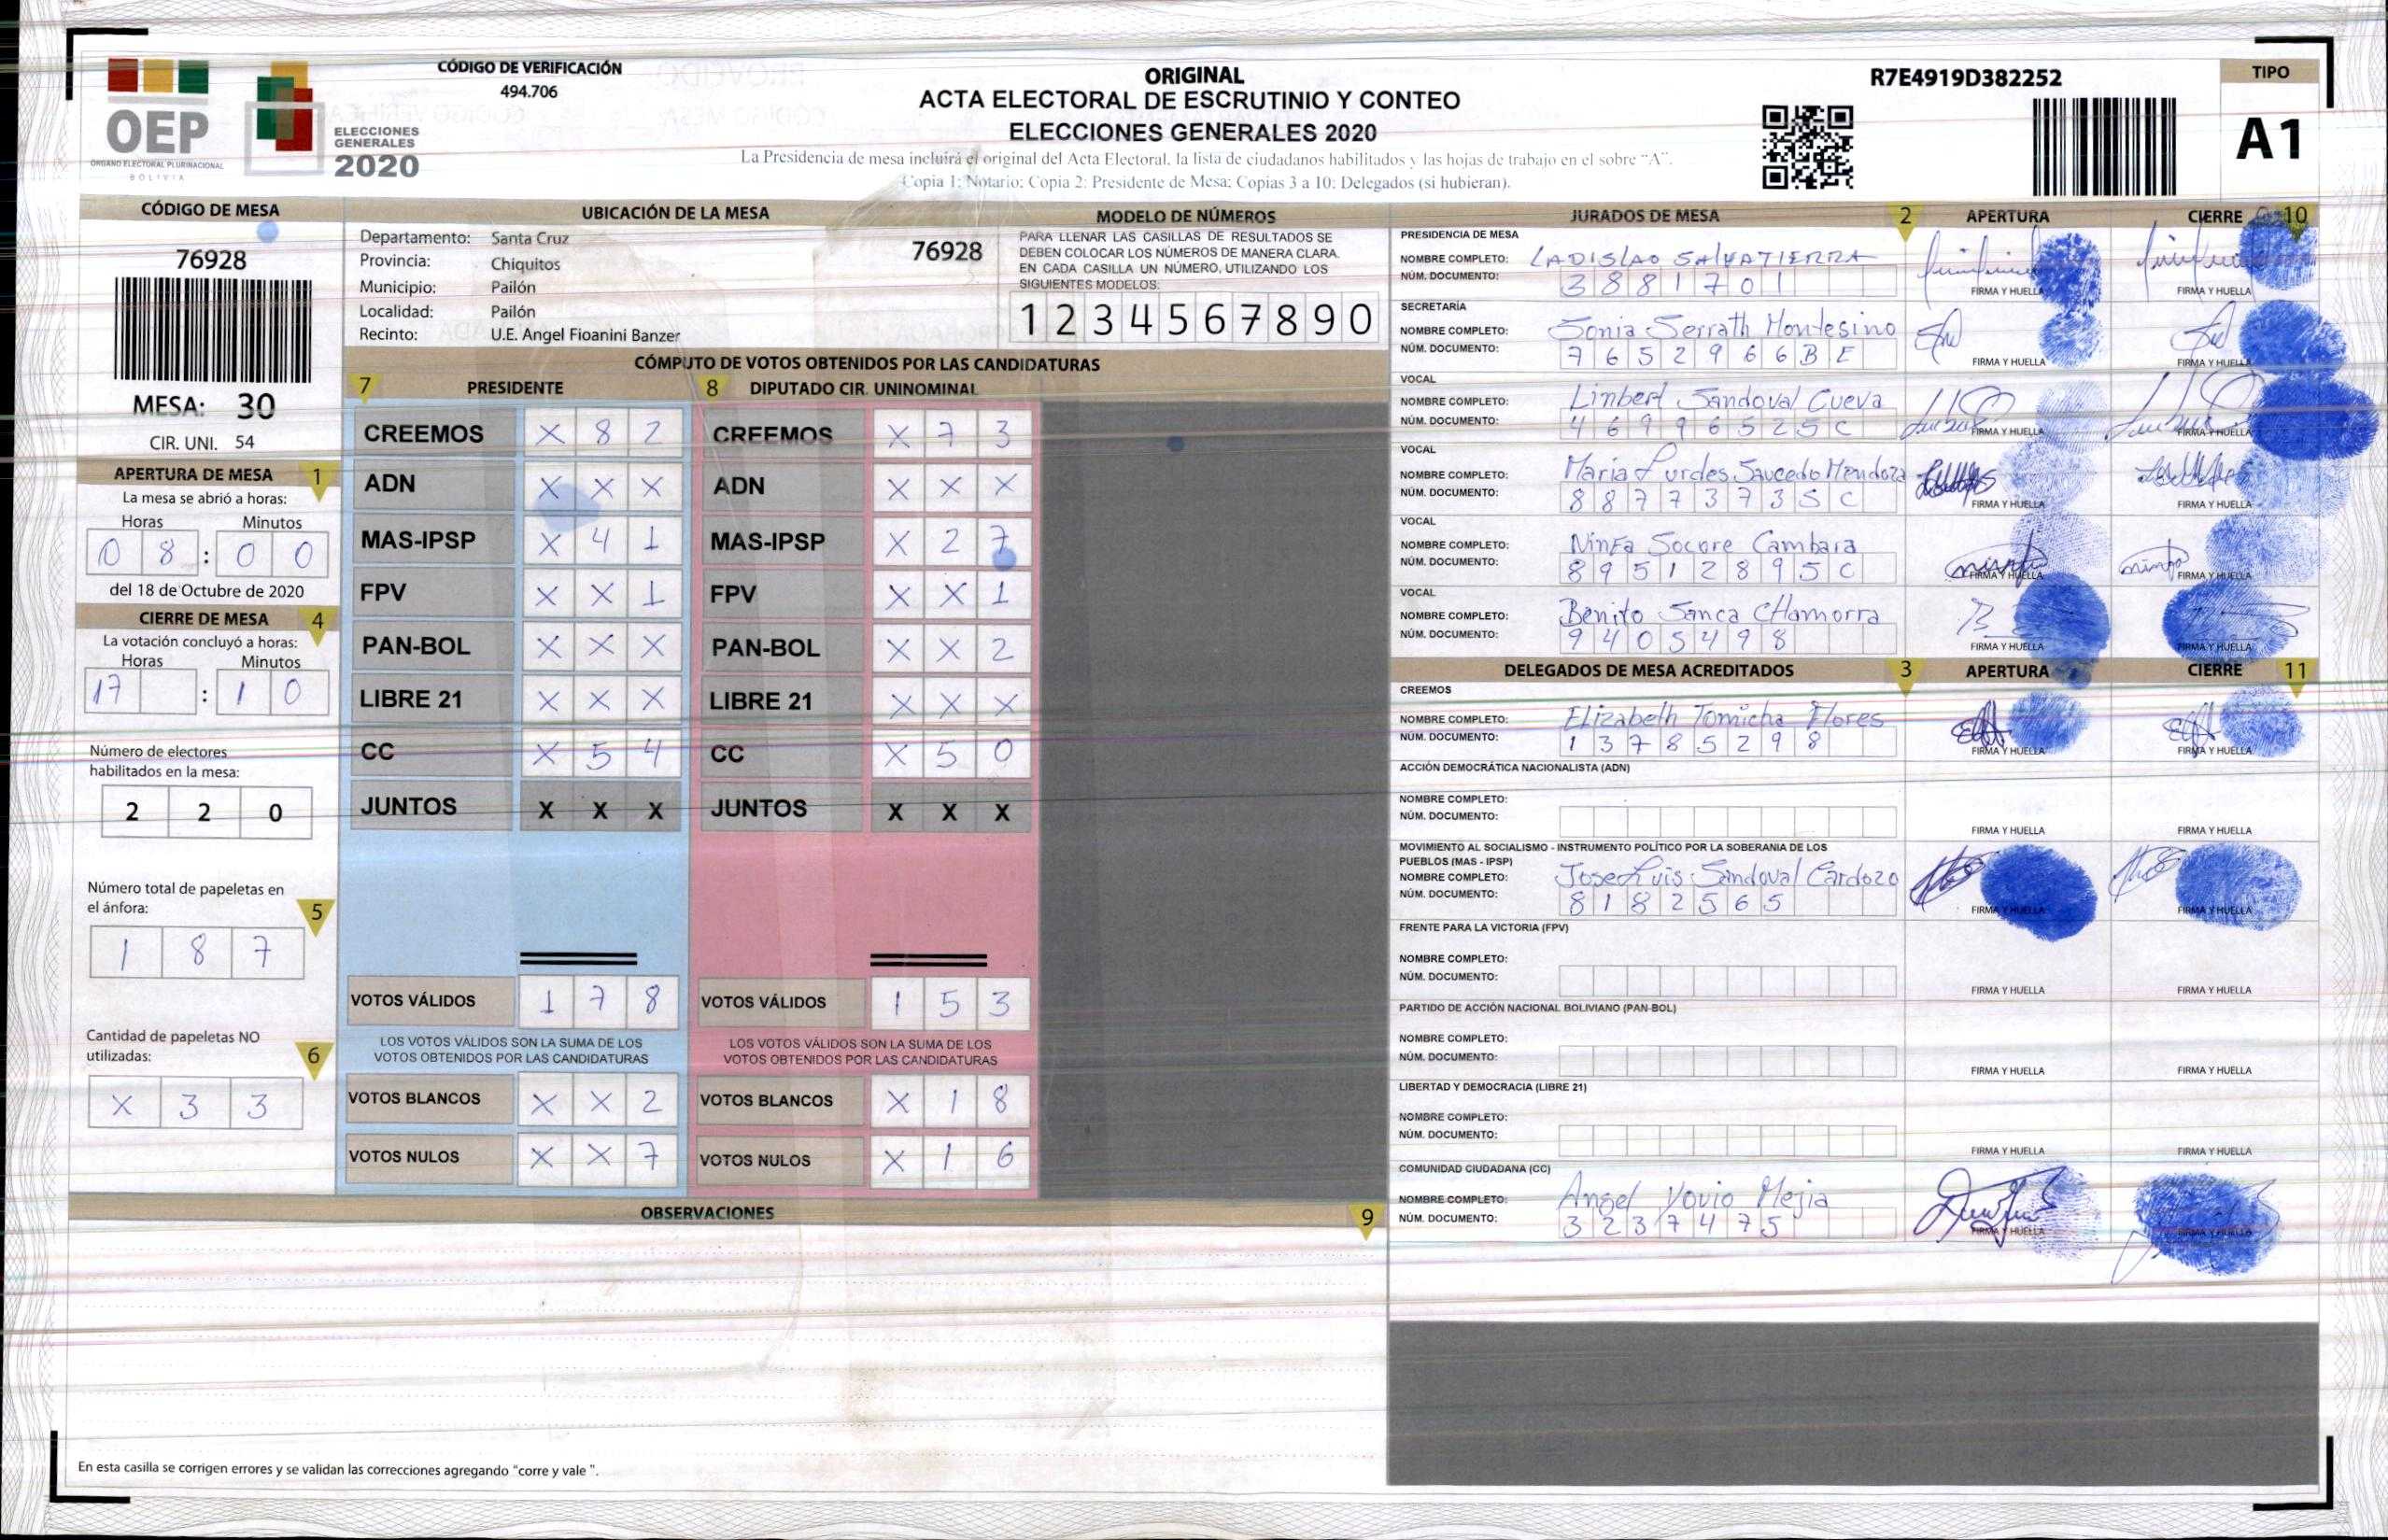 OEP
ÓRGANO ELECTORAL PLURINACIONAL
BOLIVIA
ELECCIONES
GENERALES
2020
CÓDIGO DE VERIFICACIÓN
494.706
ORIGINAL
ACTA ELECTORAL DE ESCRUTINIO Y CONTEO
ELECCIONES GENERALES 2020
La Presidencia de mesa incluirá el original del Acta Electoral, la lista de ciudadanos habilitados y las hojas de trabajo en el sobre "A".
Copia 1: Notario; Copia 2: Presidente de Mesa; Copias 3 a 10: Delegados (si hubieran).
R7E4919D382252
TIPO
A1
CÓDIGO DE MESA
76928
MESA: 30
CIR. UNI. 54
APERTURA DE MESA 1
La mesa se abrió a horas:
Horas Minutos
0 8 : 0 0
del 18 de Octubre de 2020
CIERRE DE MESA 4
La votación concluyó a horas:
Horas Minutos
17 : 1 0
Número de electores
habilitados en la mesa:
2 2 0
Número total de papeletas en
el ánfora: 5
1 8 7
Cantidad de papeletas NO
utilizadas: 6
X 3 3
UBICACIÓN DE LA MESA
Departamento: Santa Cruz
76928
Provincia: Chiquitos
Municipio: Pailón
Localidad: Pailón
Recinto: U.E. Angel Fioanini Banzer
MODELO DE NÚMEROS
PARA LLENAR LAS CASILLAS DE RESULTADOS SE
DEBEN COLOCAR LOS NÚMEROS DE MANERA CLARA.
EN CADA CASILLA UN NÚMERO, UTILIZANDO LOS
SIGUIENTES MODELOS:
1 2 3 4 5 6 7 8 9 0
CÓMPUTO DE VOTOS OBTENIDOS POR LAS CANDIDATURAS
7 PRESIDENTE 8 DIPUTADO CIR. UNINOMINAL
CREEMOS X 8 2 CREEMOS X 7 3
ADN X X X ADN X X X
MAS-IPSP X 4 1 MAS-IPSP X 2 7
FPV X X 1 FPV X X 1
PAN-BOL X X X PAN-BOL X X 2
LIBRE 21 X X X LIBRE 21 X X X
CC X 5 4 CC X 5 0
JUNTOS X X X JUNTOS X X X
VOTOS VÁLIDOS 1 7 8 VOTOS VÁLIDOS 1 5 3
LOS VOTOS VÁLIDOS SON LA SUMA DE LOS LOS VOTOS VÁLIDOS SON LA SUMA DE LOS
VOTOS OBTENIDOS POR LAS CANDIDATURAS VOTOS OBTENIDOS POR LAS CANDIDATURAS
VOTOS BLANCOS X X 2 VOTOS BLANCOS X 1 8
VOTOS NULOS X X 7 VOTOS NULOS X 1 6
OBSERVACIONES 9
En esta casilla se corrigen errores y se validan las correcciones agregando "corre y vale ".
JURADOS DE MESA 2 APERTURA CIERRE 10
PRESIDENCIA DE MESA
NOMBRE COMPLETO: LADISLAO SALVATIERRA
NÚM. DOCUMENTO: 3881701
FIRMA Y HUELLA FIRMA Y HUELLA
SECRETARÍA
NOMBRE COMPLETO: Sonia Serrath Montesino
NÚM. DOCUMENTO: 7652966BE
FIRMA Y HUELLA FIRMA Y HUELLA
VOCAL
NOMBRE COMPLETO: Limbert Sandoval Cueva
NÚM. DOCUMENTO: 46996525C
FIRMA Y HUELLA FIRMA Y HUELLA
VOCAL
NOMBRE COMPLETO: Maria Lurdes Saucedo Mendoza
NÚM. DOCUMENTO: 8877373SC
FIRMA Y HUELLA FIRMA Y HUELLA
VOCAL
NOMBRE COMPLETO: Ninfa Socore Cambara
NÚM. DOCUMENTO: 89512895C
FIRMA Y HUELLA FIRMA Y HUELLA
VOCAL
NOMBRE COMPLETO: Benito Sanca CHamorra
NÚM. DOCUMENTO: 9405498
FIRMA Y HUELLA FIRMA Y HUELLA
DELEGADOS DE MESA ACREDITADOS 3 APERTURA CIERRE 11
CREEMOS
NOMBRE COMPLETO: Elizabeth Tomicha Flores
NÚM. DOCUMENTO: 13785298
FIRMA Y HUELLA FIRMA Y HUELLA
ACCIÓN DEMOCRÁTICA NACIONALISTA (ADN)
NOMBRE COMPLETO:
NÚM. DOCUMENTO:
FIRMA Y HUELLA FIRMA Y HUELLA
MOVIMIENTO AL SOCIALISMO - INSTRUMENTO POLÍTICO POR LA SOBERANIA DE LOS
PUEBLOS (MAS - IPSP)
NOMBRE COMPLETO: Jose Luis Sandoval Cardozo
NÚM. DOCUMENTO: 8182565
FIRMA Y HUELLA FIRMA Y HUELLA
FRENTE PARA LA VICTORIA (FPV)
NOMBRE COMPLETO:
NÚM. DOCUMENTO:
FIRMA Y HUELLA FIRMA Y HUELLA
PARTIDO DE ACCIÓN NACIONAL BOLIVIANO (PAN-BOL)
NOMBRE COMPLETO:
NÚM. DOCUMENTO:
FIRMA Y HUELLA FIRMA Y HUELLA
LIBERTAD Y DEMOCRACIA (LIBRE 21)
NOMBRE COMPLETO:
NÚM. DOCUMENTO:
FIRMA Y HUELLA FIRMA Y HUELLA
COMUNIDAD CIUDADANA (CC)
NOMBRE COMPLETO: Angel Yovio Mejia
NÚM. DOCUMENTO: 3237475
FIRMA Y HUELLA FIRMA Y HUELLA